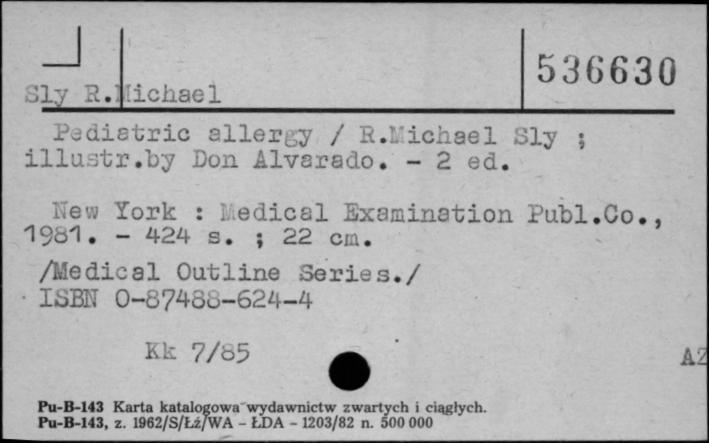 536630
Sly R.Michael
Pediatric allergy / R.Michael Sly ;
illustr.by Don Alvarado. - 2 ed.
New York : Medical Examination Publ.Co.,
1981. - 424 s. ; 22 cm.
/Medical Outline Series./
ISBN 0-87488-624-4
Kk 7/85
AZ
Pu-B-143 Karta katalogowa wydawnictw zwartych i ciągłych.
Pu-B-143, z. 1962/S/Łż/WA - ŁDA - 1203/82 n. 500 000